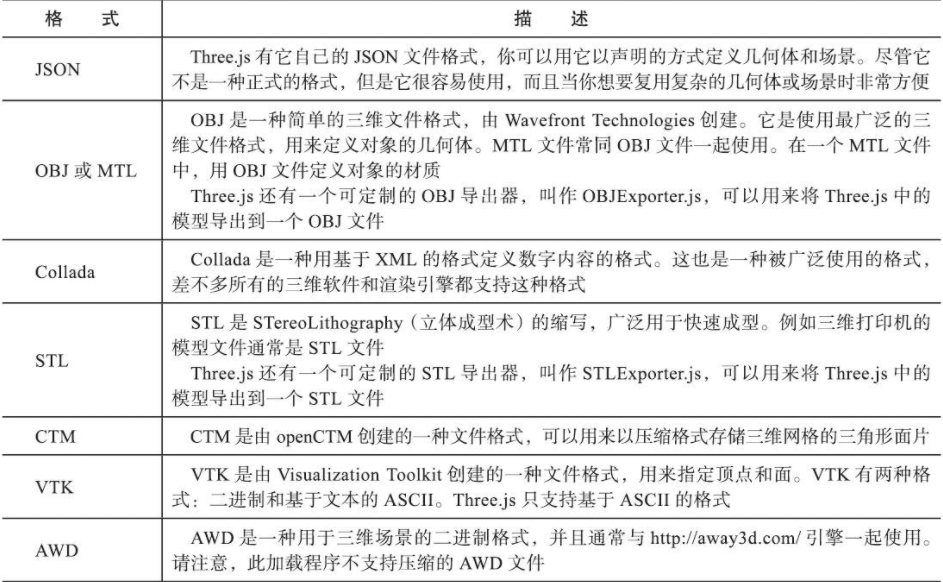 格 式 描 述
JSON
Three.js 有它自己的 JSON 文件格式，你可以用它以声明的方式定义几何体和场景。尽管它
不是一种正式的格式，但是它很容易使用，而且当你想要复用复杂的几何体或场景时非常方便
OBJ 或 MTL
OBJ 是一种简单的三维文件格式，由 Wavefront Technologies 创建。它是使用最广泛的三
维文件格式，用来定义对象的几何体。MTL 文件常同 OBJ 文件一起使用。在一个 MTL 文件
中，用 OBJ 文件定义对象的材质
Three.js 还有一个可定制的 OBJ 导出器，叫作 OBJExporter.js，可以用来将 Three.js 中的
模型导出到一个 OBJ 文件
Collada
Collada 是一种用基于 XML 的格式定义数字内容的格式。这也是一种被广泛使用的格式，
差不多所有的三维软件和渲染引擎都支持这种格式
STL
STL 是 STereoLithography（立体成型术）的缩写，广泛用于快速成型。例如三维打印机的
模型文件通常是 STL 文件
Three.js 还有一个可定制的 STL 导出器，叫作 STLExporter.js，可以用来将 Three.js 中的
模型导出到一个 STL 文件
CTM
CTM 是由 openCTM 创建的一种文件格式，可以用来以压缩格式存储三维网格的三角形面片
VTK
VTK 是由 Visualization Toolkit 创建的一种文件格式，用来指定顶点和面。VTK 有两种格
式：二进制和基于文本的 ASCII。Three.js 只支持基于 ASCII 的格式
AWD
AWD 是一种用于三维场景的二进制格式，并且通常与 http://away3d.com/ 引擎一起使用。
请注意，此加载程序不支持压缩的 AWD 文件